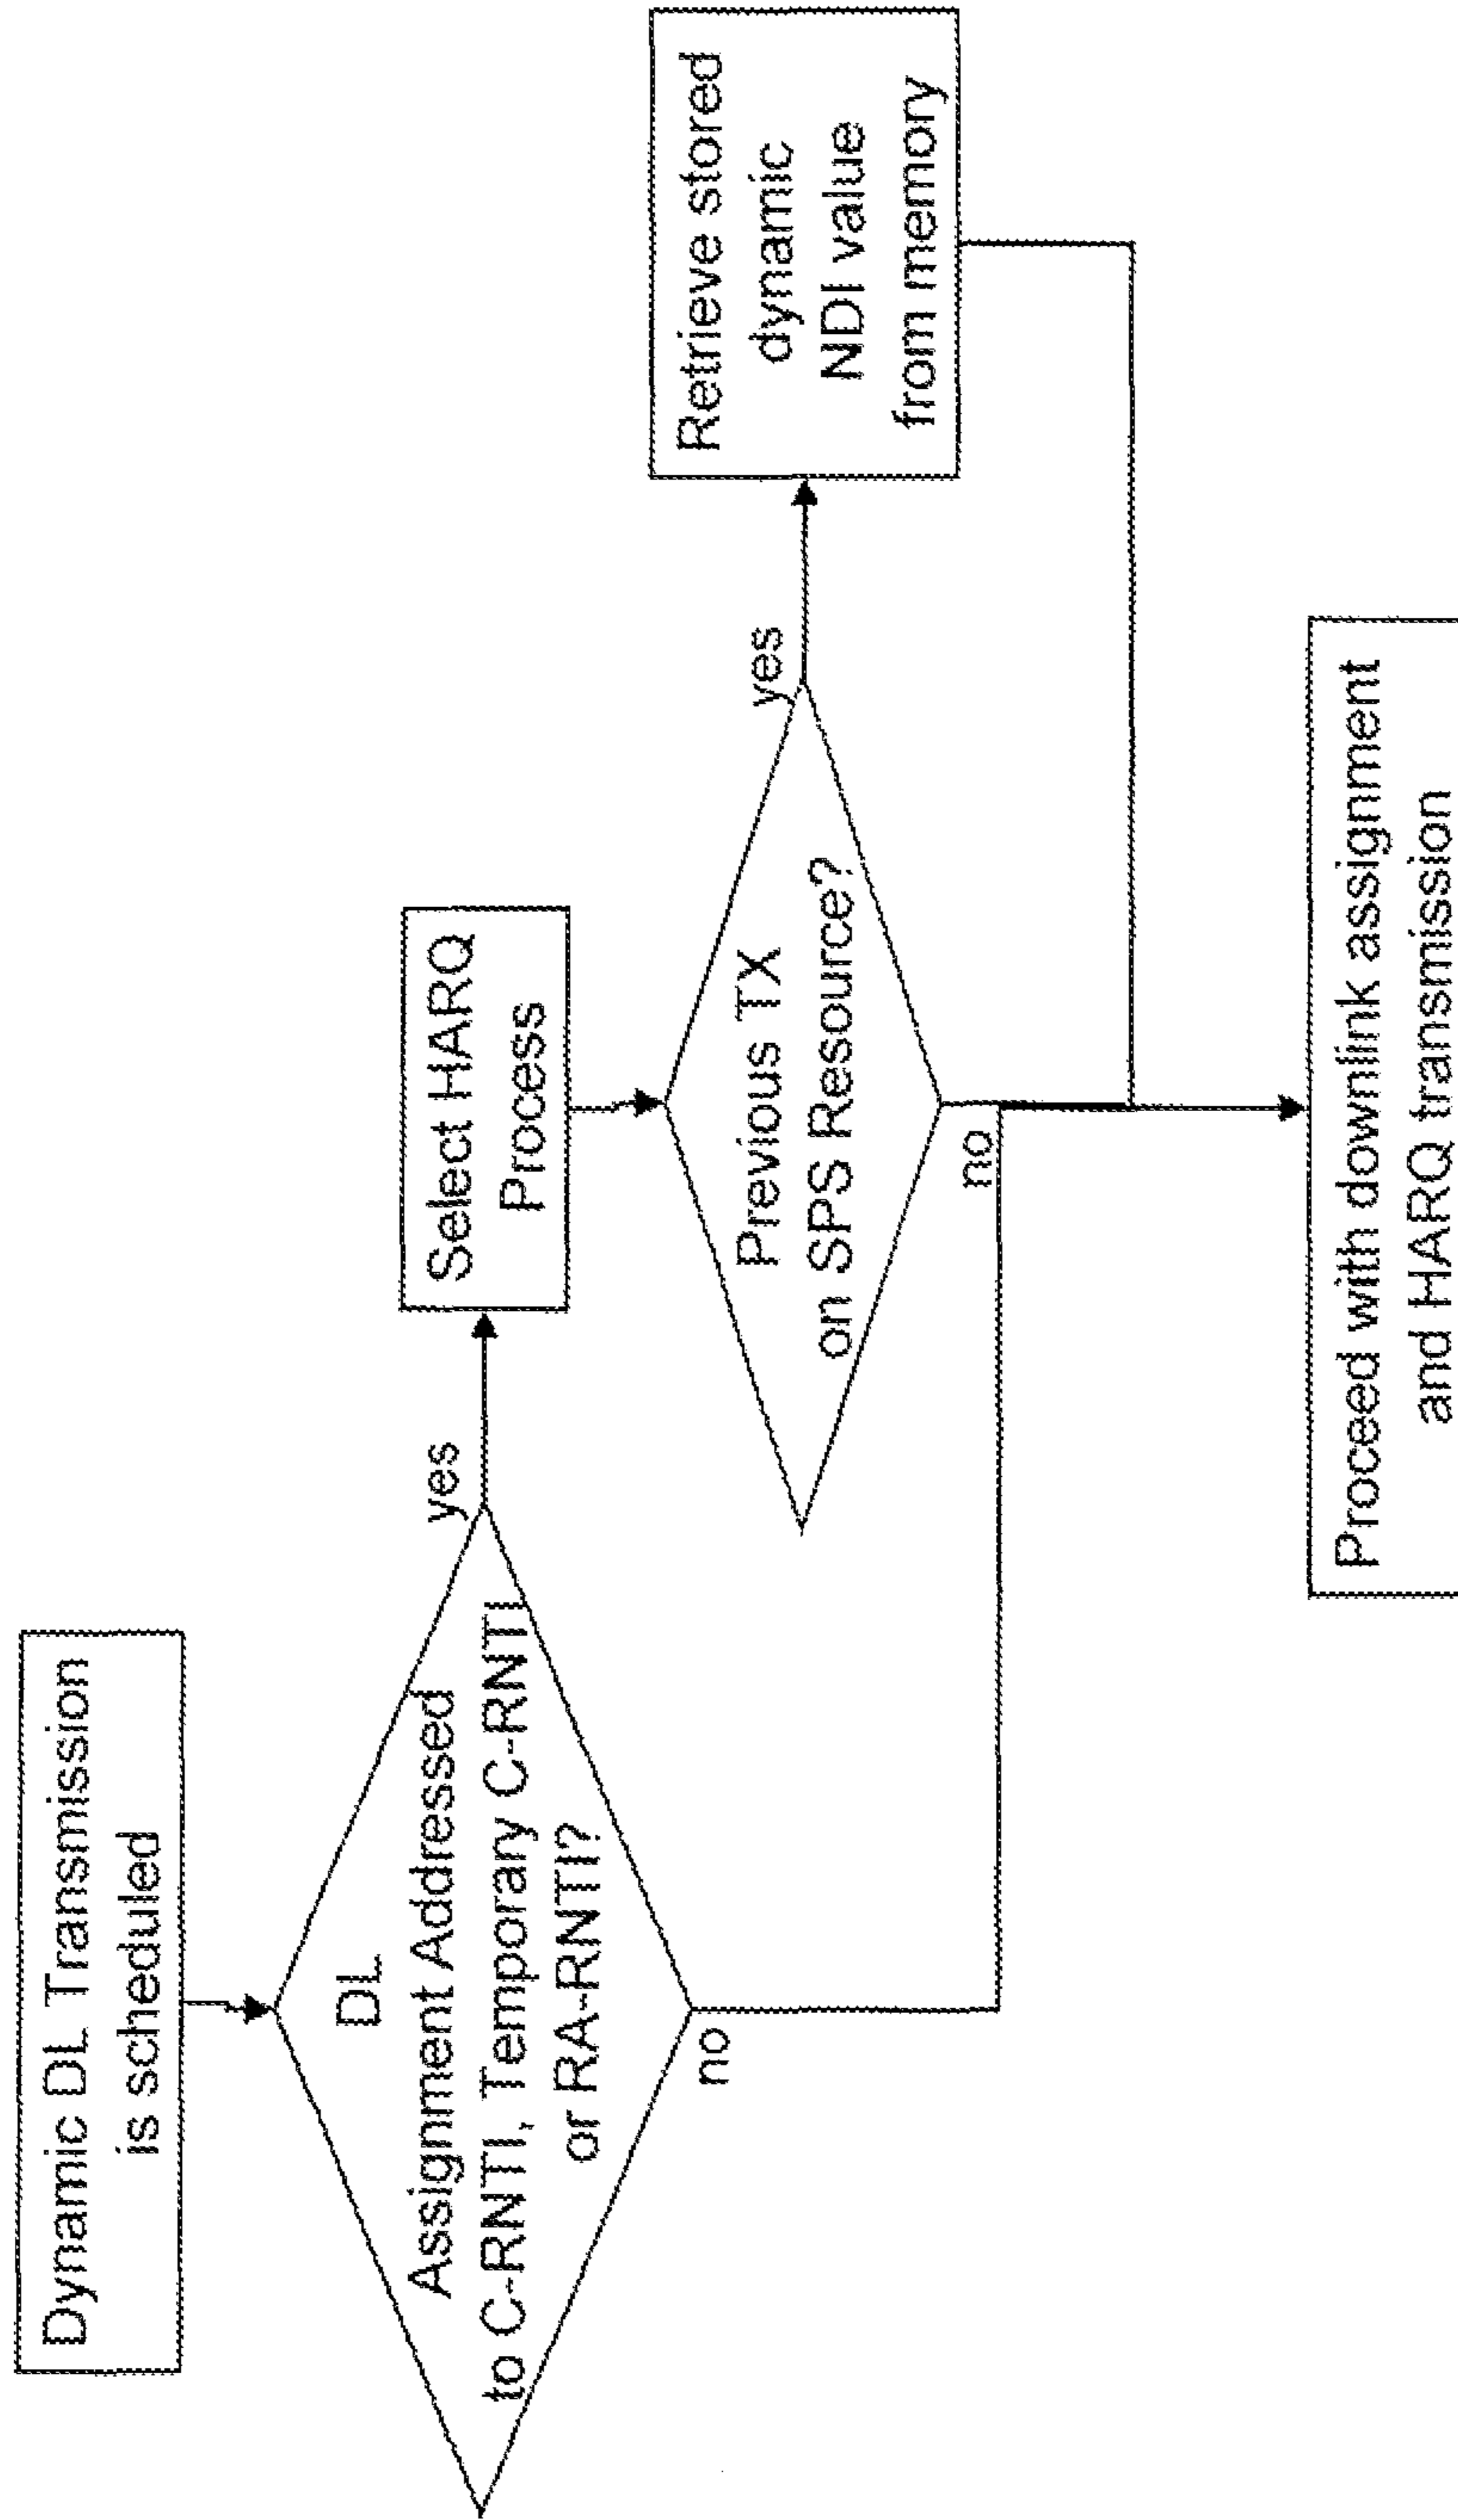 Dynamic DL Transmission
is scheduled
DL
Assignment Addressed
to C-RNTI, Temporary C-RNTI
or RA-RNTI?
yes
no
Select HARQ
Process
Previous TX
on SPS Resource?
yes
no
Retrieve stored
dynamic
NDI value
from memory
Proceed with downlink assignment
and HARQ transmission